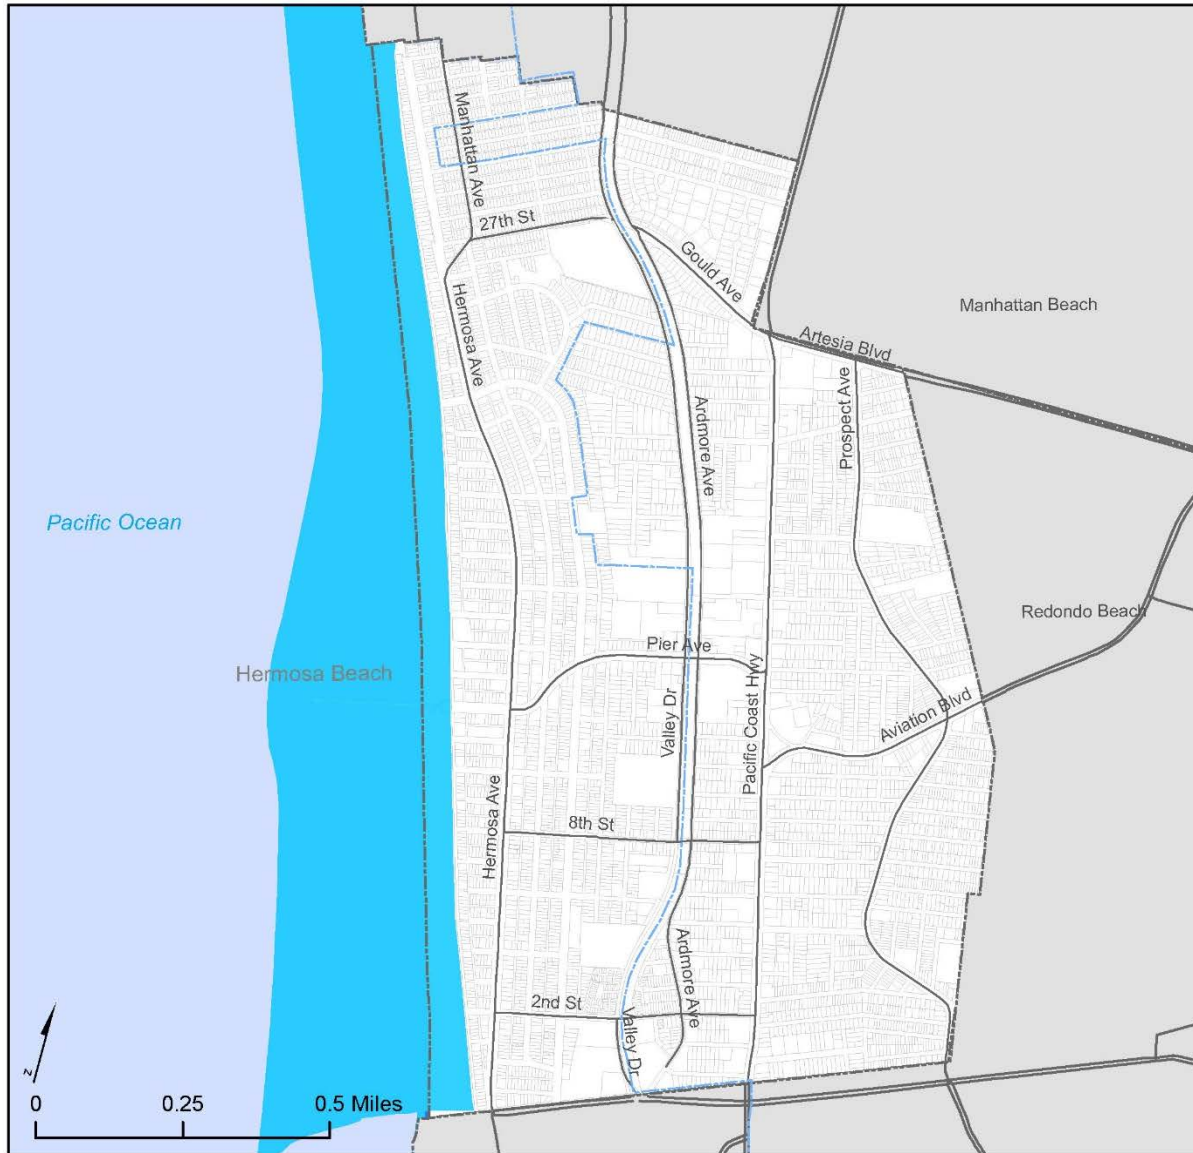 Manhattan Ave
27th St
Gould Ave
Hermosa Ave
Manhattan Beach
Artesia Blvd
Prospect Ave
Ardmore Ave
Pacific Ocean
Redondo Beach
Pier Ave
Hermosa Beach
Pacific Coast Hwy
Valley Dr
Aviation Blvd
Hermosa Ave
8th St
Ardmore Ave
2nd St
Valley Dr
z
0 0.25 0.5 Miles